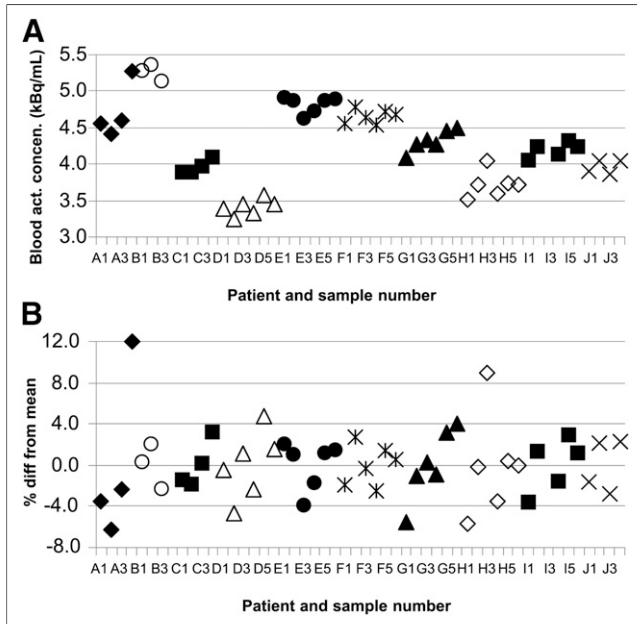 A
Blood act. concen. (kBq/mL)
5.5
5.0
4.5
4.0
3.5
3.0
A1 A3 B1 B3 C1 C3 D1 D3 D5 E1 E3 E5 F1 F3 F5 G1 G3 G5 H1 H3 H5 I1 I3 I5 J1 J3
Patient and sample number
B
% diff from mean
12.0
8.0
4.0
0.0
-4.0
-8.0
A1 A3 B1 B3 C1 C3 D1 D3 D5 E1 E3 E5 F1 F3 F5 G1 G3 G5 H1 H3 H5 I1 I3 I5 J1 J3
Patient and sample number